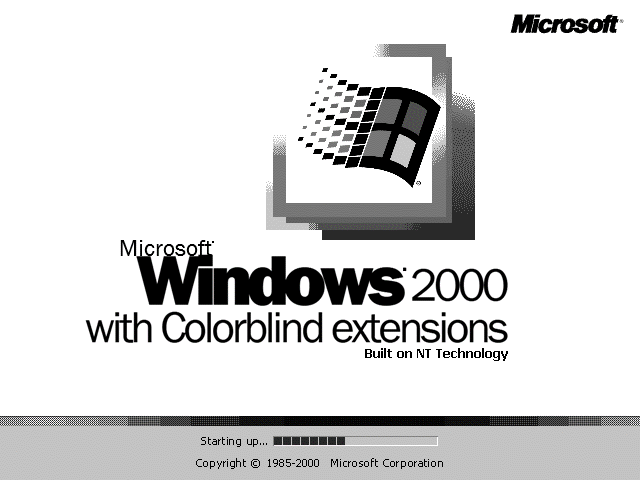 Microsoft®
Microsoft
Windows 2000
with Colorblind extensions
Built on NT Technology
Starting up...
Copyright © 1985-2000 Microsoft Corporation